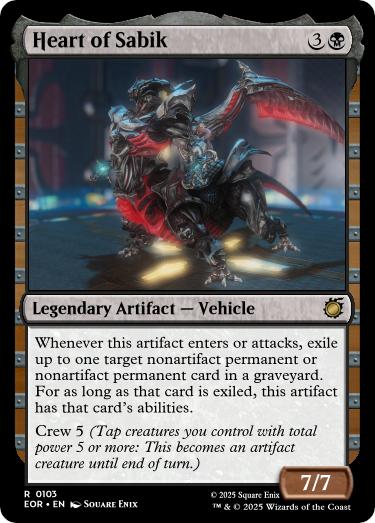 Heart of Sabik 3
Legendary Artifact — Vehicle
Whenever this artifact enters or attacks, exile
up to one target nonartifact permanent or
nonartifact permanent card in a graveyard.
For as long as that card is exiled, this artifact
has that card's abilities.
Crew 5 (Tap creatures you control with total
power 5 or more: This becomes an artifact
creature until end of turn.)
7/7
R 0103
EOR • EN SQUARE ENIX
© 2025 Square Enix
™ & © 2025 Wizards of the Coast